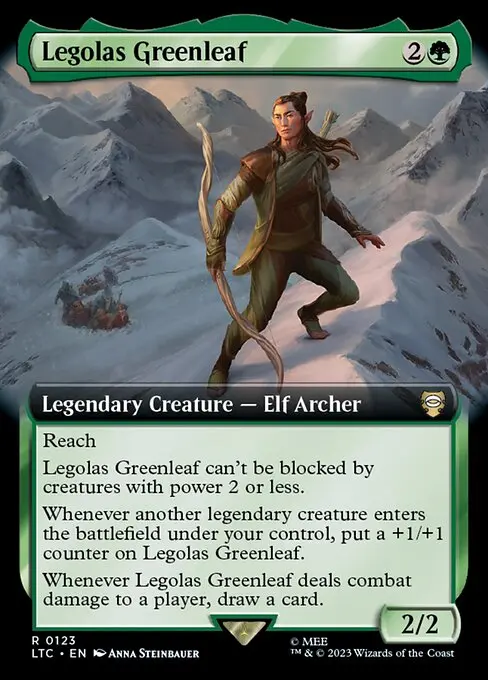 Legolas Greenleaf 2
Legendary Creature — Elf Archer
Reach
Legolas Greenleaf can't be blocked by
creatures with power 2 or less.
Whenever another legendary creature enters
the battlefield under your control, put a +1/+1
counter on Legolas Greenleaf.
Whenever Legolas Greenleaf deals combat
damage to a player, draw a card.
2/2
R 0123
LTC • EN ANNA STEINBAUER
© MEE
™ & © 2023 Wizards of the Coast